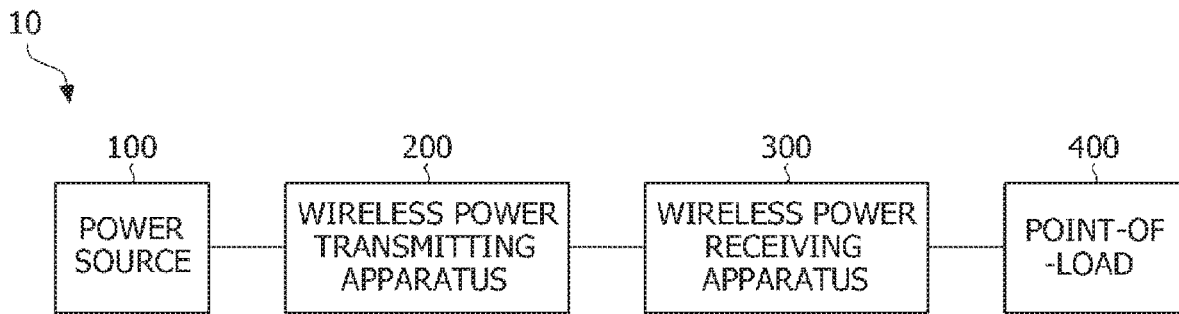 10
100
200
300
400
POWER
SOURCE
WIRELESS POWER
TRANSMITTING
APPARATUS
WIRELESS POWER
RECEIVING
APPARATUS
POINT-OF
-LOAD